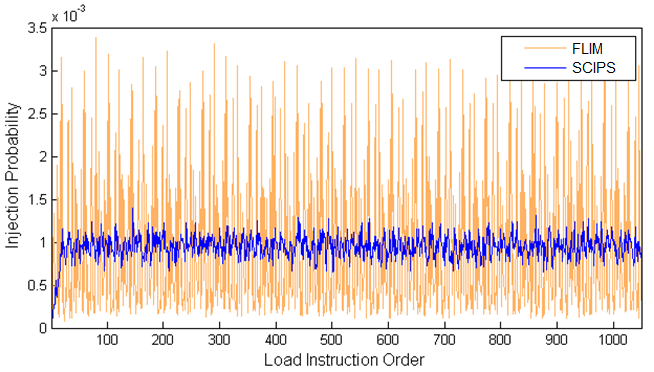 x 10⁻³
3.5
3
2.5
2
1.5
1
0.5
0
Injection Probability
FLIM
SCIPS
100 200 300 400 500 600 700 800 900 1000
Load Instruction Order